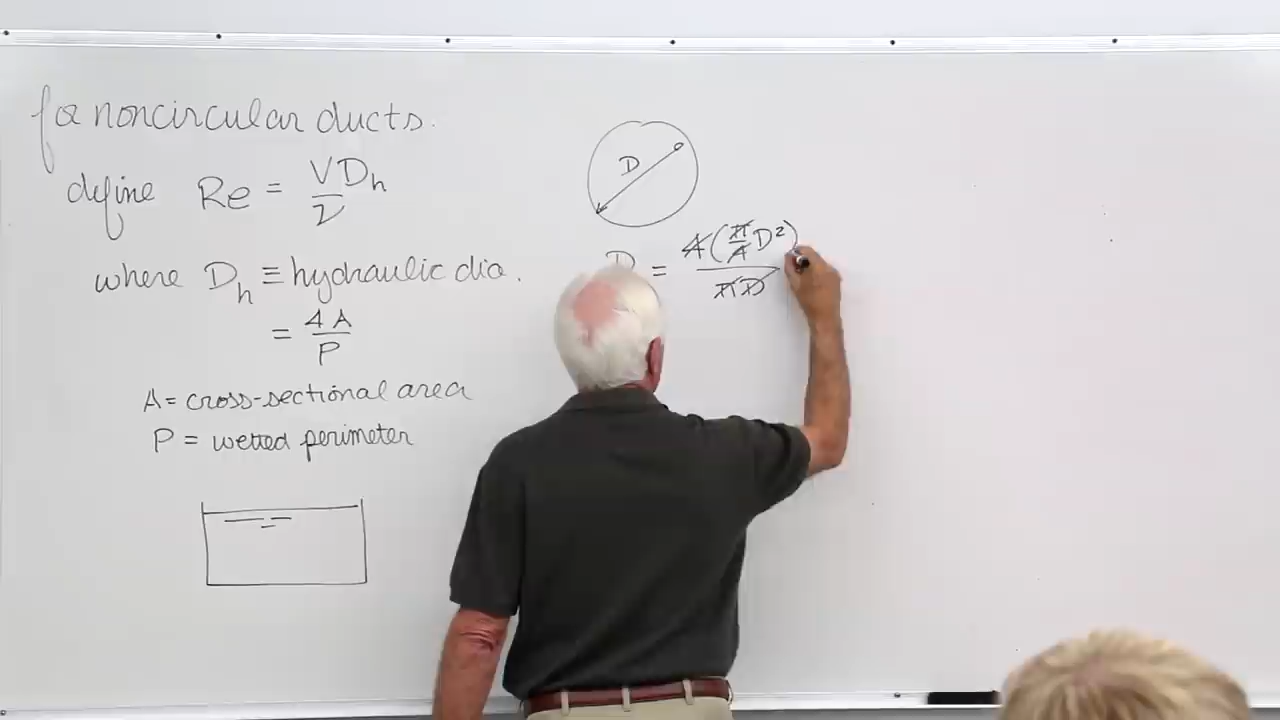 for noncircular ducts.
define Re = VD_h / ν
where D_h ≡ hydraulic dia.
= 4A / P
A = cross-sectional area
P = wetted perimeter
D
D = 4(π/4 D²) / πD